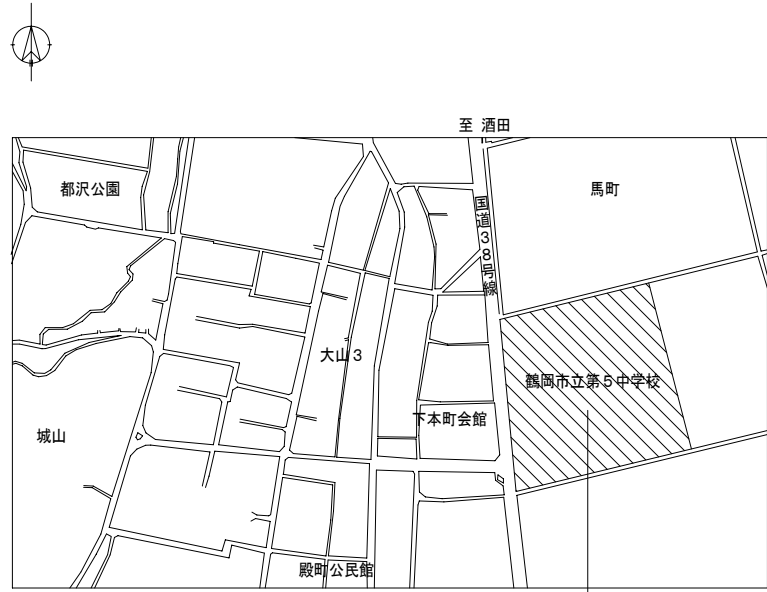 至 酒田
都沢公園
馬町
国道38号線
大山3
鶴岡市立第5中学校
下本町会館
城山
殿町公民館